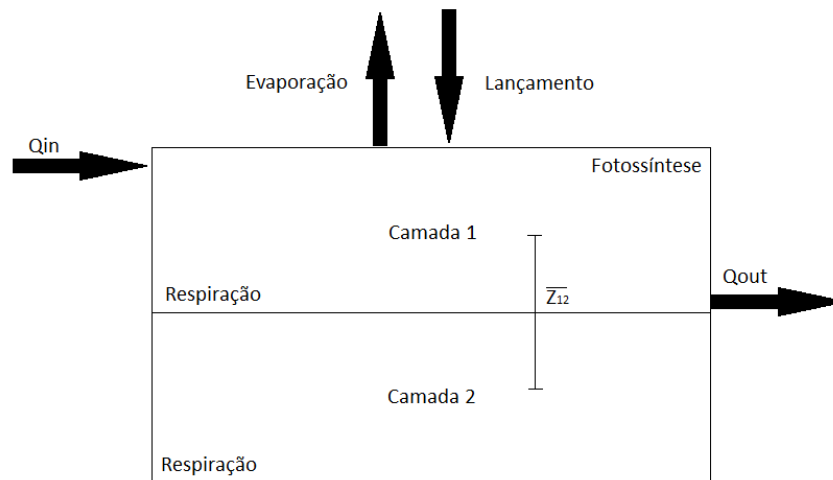 Evaporação
Lançamento
Qin
Fotossíntese
Camada 1
Qout
Respiração
Z12
Camada 2
Respiração